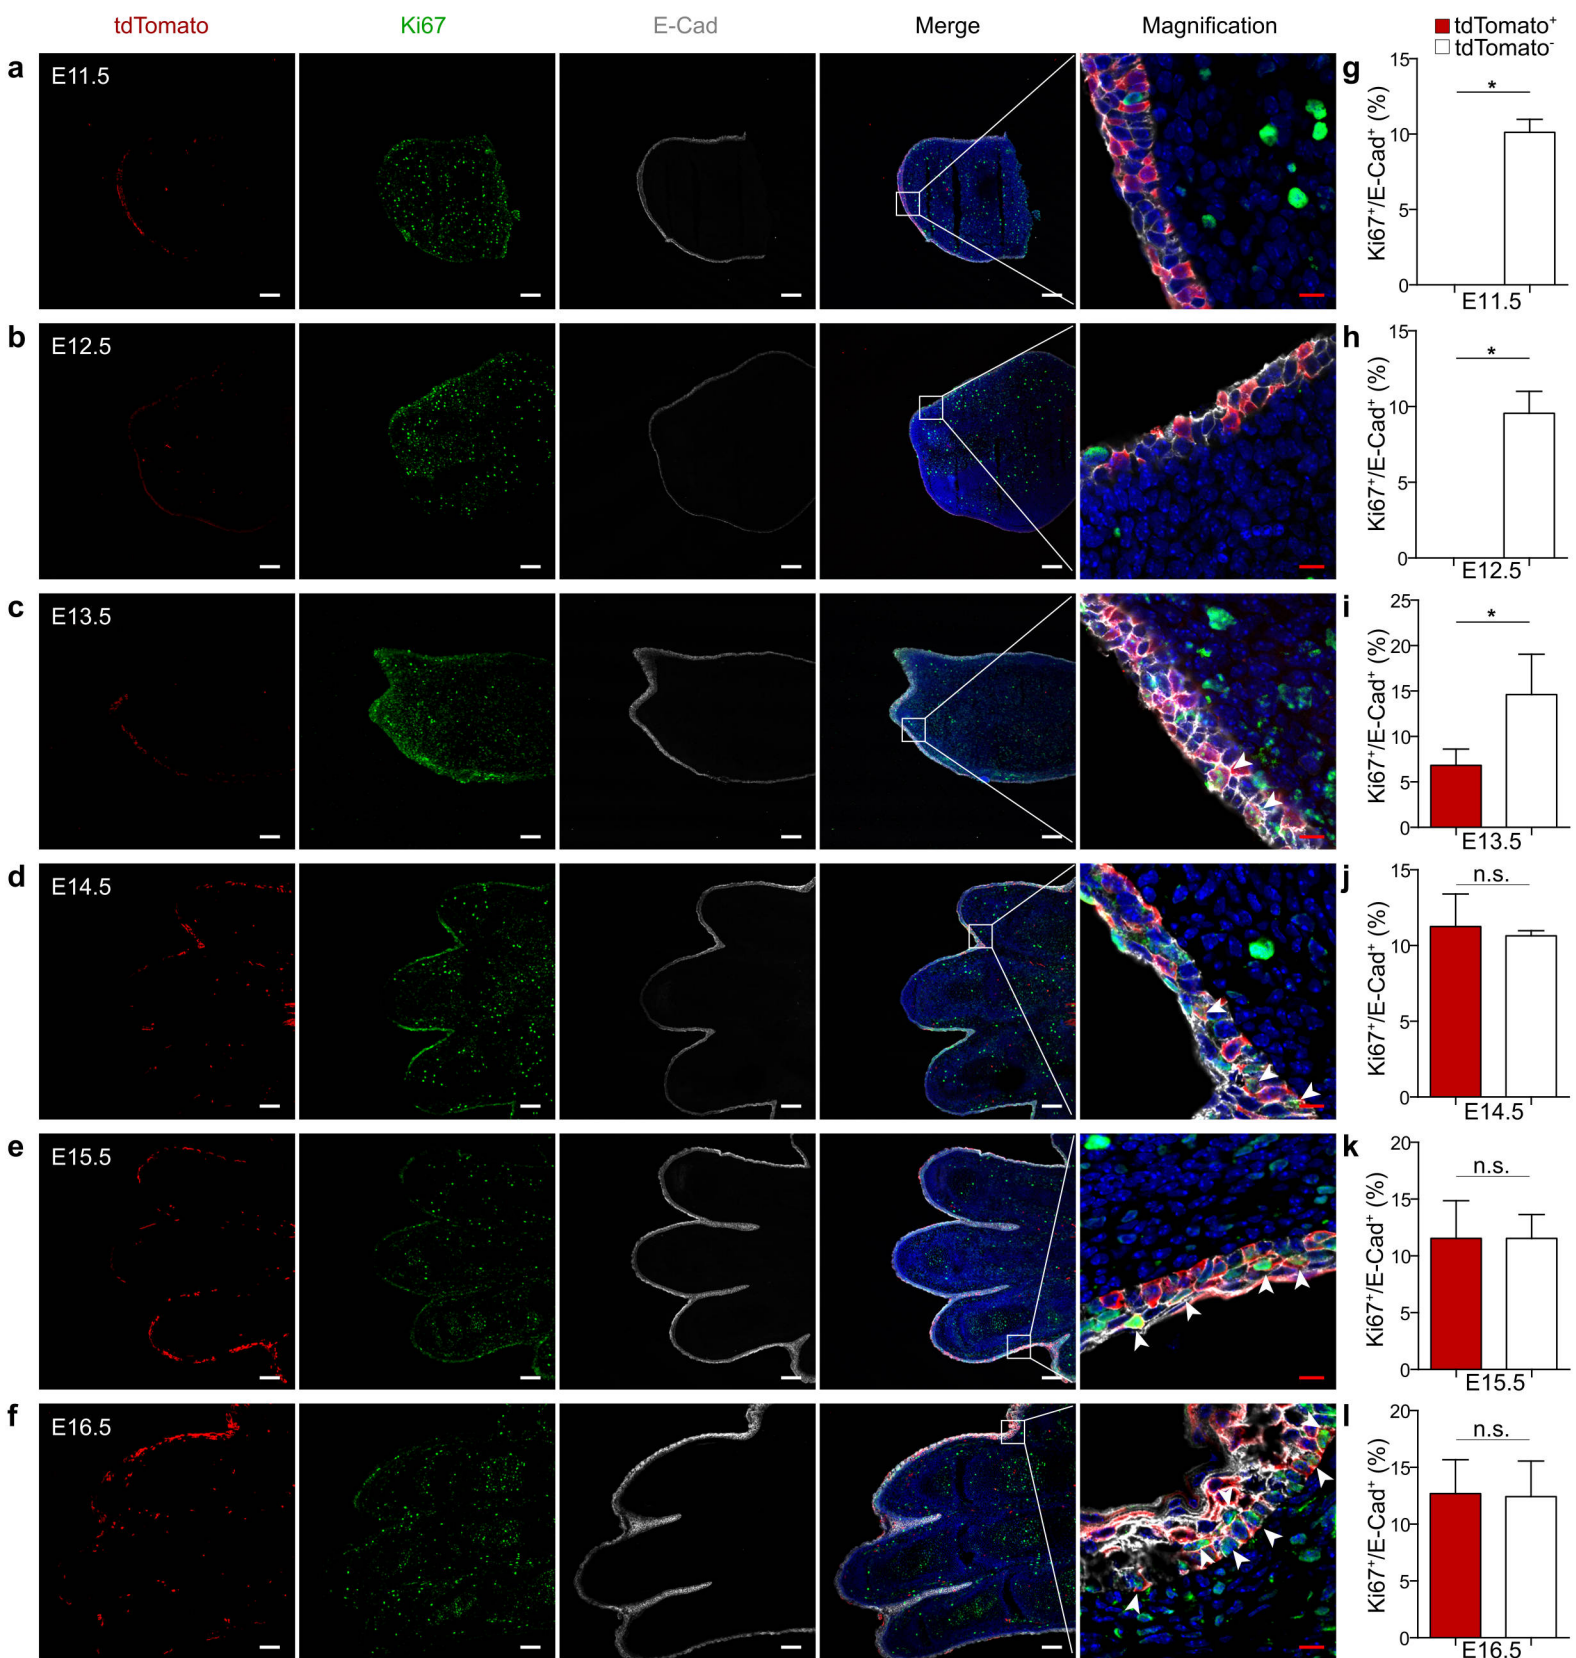 tdTomato Ki67 E-Cad Merge Magnification
tdTomato⁺
tdTomato⁻
a E11.5
g
Ki67⁺/E-Cad⁺ (%)
15
10
5
0
*
E11.5
b E12.5
h
Ki67⁺/E-Cad⁺ (%)
15
10
5
0
*
E12.5
c E13.5
i
Ki67⁺/E-Cad⁺ (%)
25
20
15
10
5
0
*
E13.5
d E14.5
j
Ki67⁺/E-Cad⁺ (%)
15
10
5
0
n.s.
E14.5
e E15.5
k
Ki67⁺/E-Cad⁺ (%)
20
15
10
5
0
n.s.
E15.5
f E16.5
l
Ki67⁺/E-Cad⁺ (%)
20
15
10
5
0
n.s.
E16.5